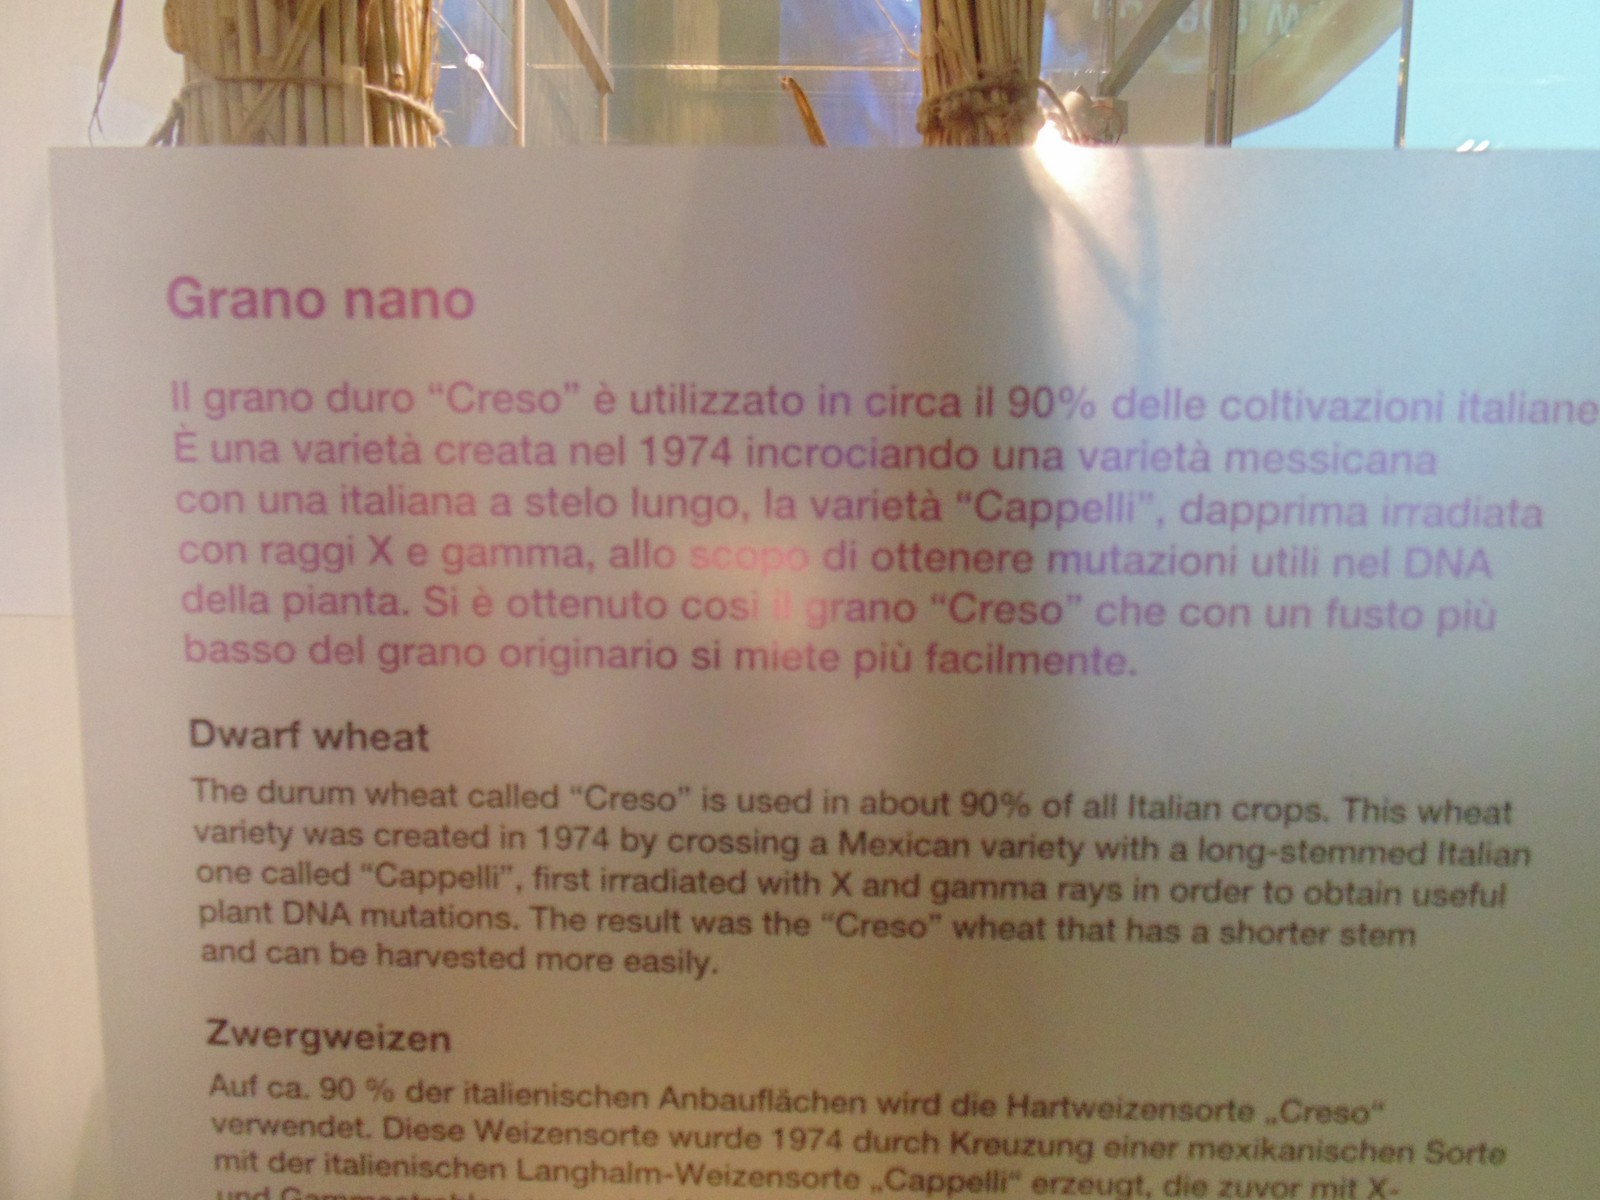 Grano nano
Il grano duro “Creso” è utilizzato in circa il 90% delle coltivazioni italiane
È una varietà creata nel 1974 incrociando una varietà messicana
con una italiana a stelo lungo, la varietà “Cappelli”, dapprima irradiata
con raggi X e gamma, allo scopo di ottenere mutazioni utili nel DNA
della pianta. Si è ottenuto così il grano “Creso” che con un fusto più
basso del grano originario si miete più facilmente.
Dwarf wheat
The durum wheat called “Creso” is used in about 90% of all Italian crops. This wheat
variety was created in 1974 by crossing a Mexican variety with a long-stemmed Italian
one called “Cappelli”, first irradiated with X and gamma rays in order to obtain useful
plant DNA mutations. The result was the “Creso” wheat that has a shorter stem
and can be harvested more easily.
Zwergweizen
Auf ca. 90 % der italienischen Anbauflächen wird die Hartweizensorte „Creso“
verwendet. Diese Weizensorte wurde 1974 durch Kreuzung einer mexikanischen Sorte
mit der italienischen Langhalm-Weizensorte „Cappelli“ erzeugt, die zuvor mit X-
und